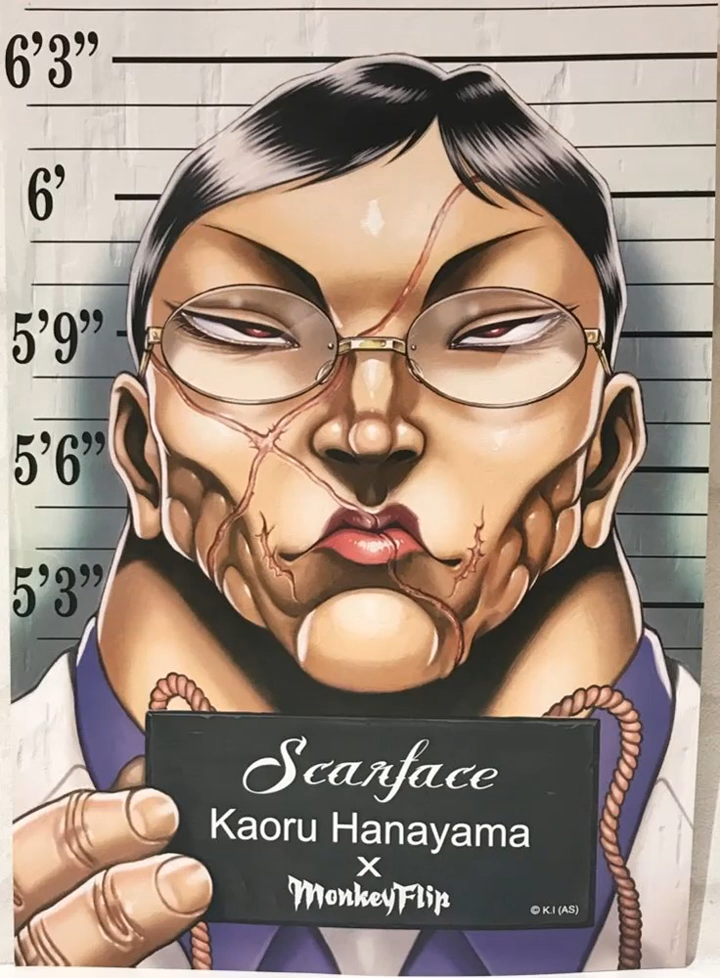 6’3”
6’
5’9”
5’6”
5’3”
Scarface
Kaoru Hanayama
x
MonkeyFlip
© K.I (AS)